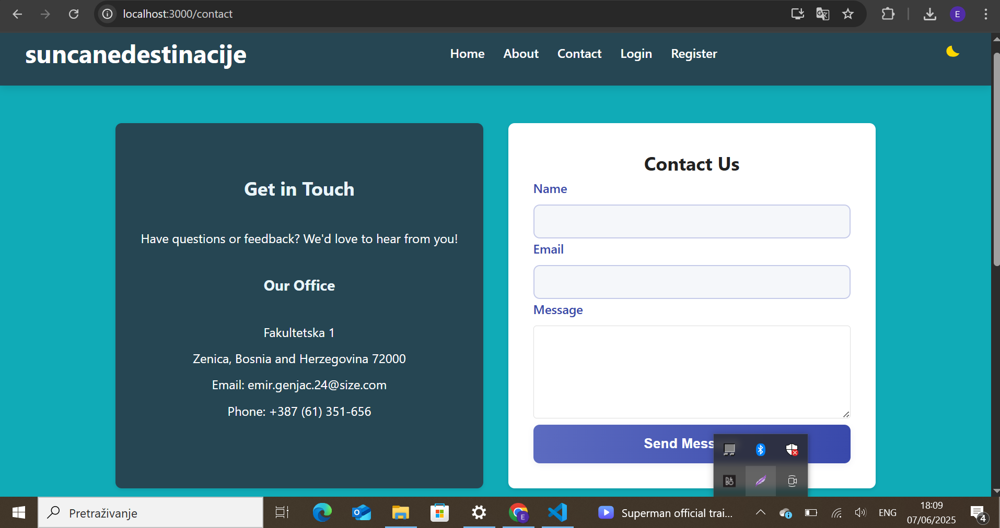 localhost:3000/contact
E
suncanedestinacije
Home About Contact Login Register
Get in Touch
Have questions or feedback? We'd love to hear from you!
Our Office
Fakultetska 1
Zenica, Bosnia and Herzegovina 72000
Email: emir.genjac.24@size.com
Phone: +387 (61) 351-656
Contact Us
Name
Email
Message
Send Mess
Pretraživanje
E
Superman official trai...
ENG
18:09
07/06/2025
4